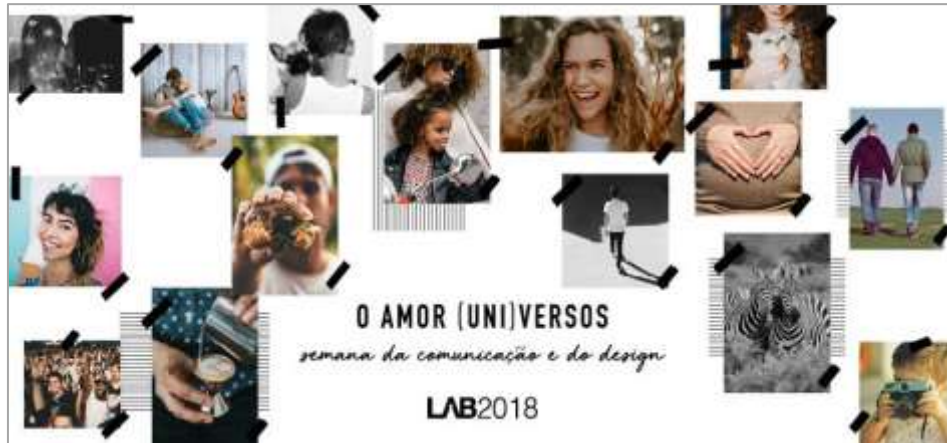 O AMOR (UNI)VERSOS
semana da comunicação e do design
LAB2018